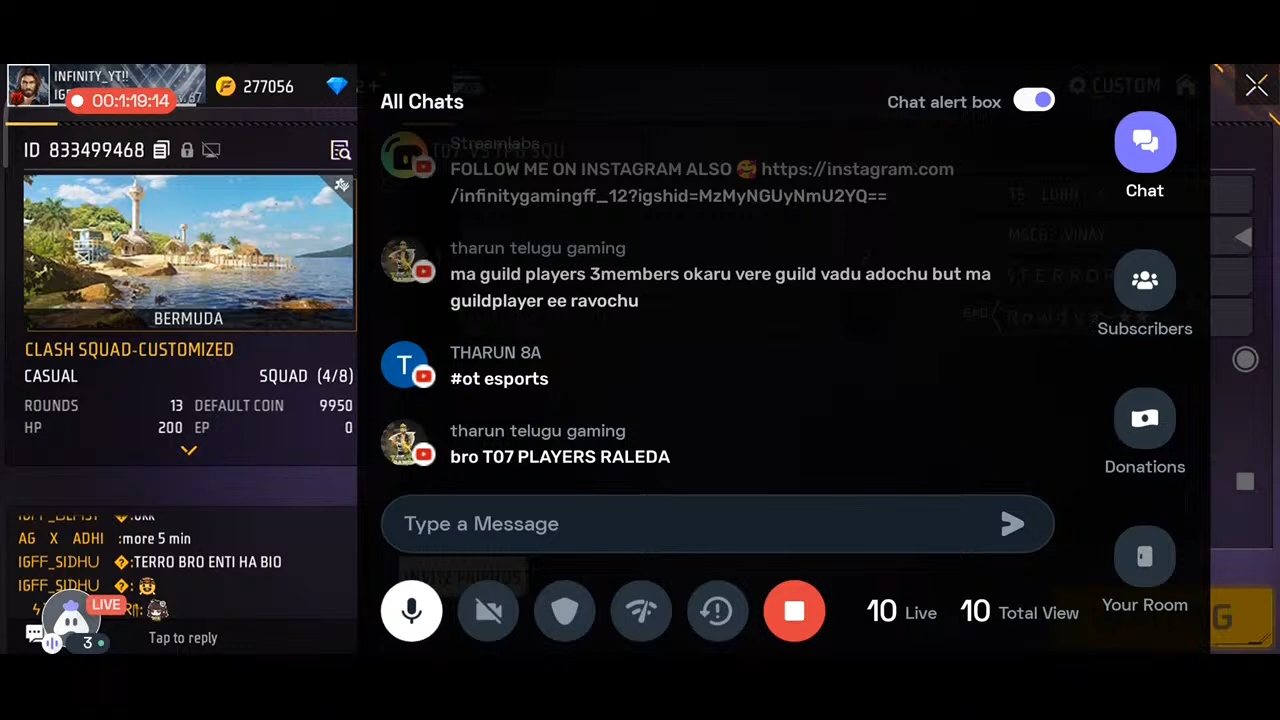 INFINITY_YT!!
00:1:19:14
277056
ID 833499468
BERMUDA
CLASH SQUAD-CUSTOMIZED
CASUAL SQUAD (4/8)
ROUNDS 13 DEFAULT COIN 9950
HP 200 EP 0
AG X ADHI :more 5 min
IGFF_SIDHU :TERRO BRO ENTI HA BIO
IGFF_SIDHU :
LIVE
3
Tap to reply
All Chats
Chat alert box
Streamlabs
FOLLOW ME ON INSTAGRAM ALSO 🥰 https://instagram.com
/infinitygamingff_12?igshid=MzMyNGUyNmU2YQ==
tharun telugu gaming
ma guild players 3members okaru vere guild vadu adochu but ma
guildplayer ee ravochu
T
THARUN 8A
#ot esports
tharun telugu gaming
bro T07 PLAYERS RALEDA
Type a Message
10 Live 10 Total View
CUSTOM
Chat
Subscribers
Donations
Your Room